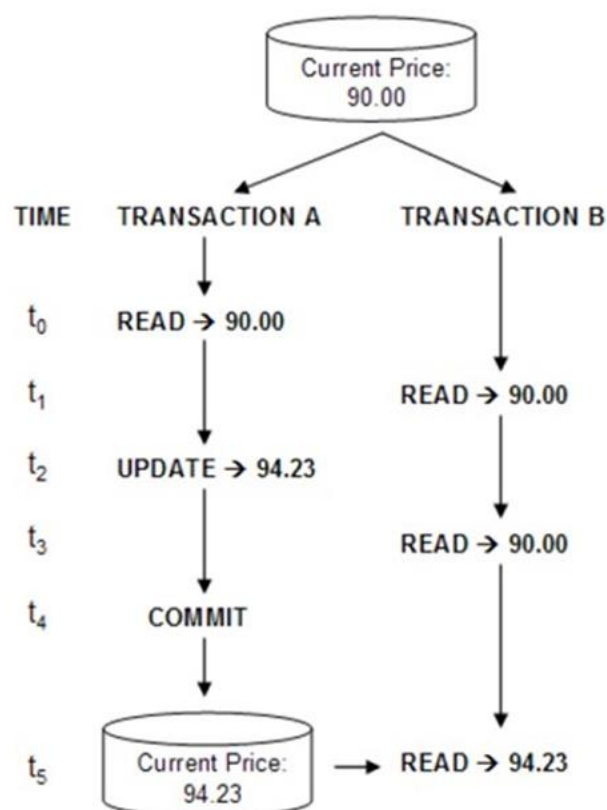 Current Price:
90.00
TIME TRANSACTION A TRANSACTION B
t0 READ → 90.00
t1 READ → 90.00
t2 UPDATE → 94.23
t3 READ → 90.00
t4 COMMIT
Current Price:
t5 READ → 94.23
94.23